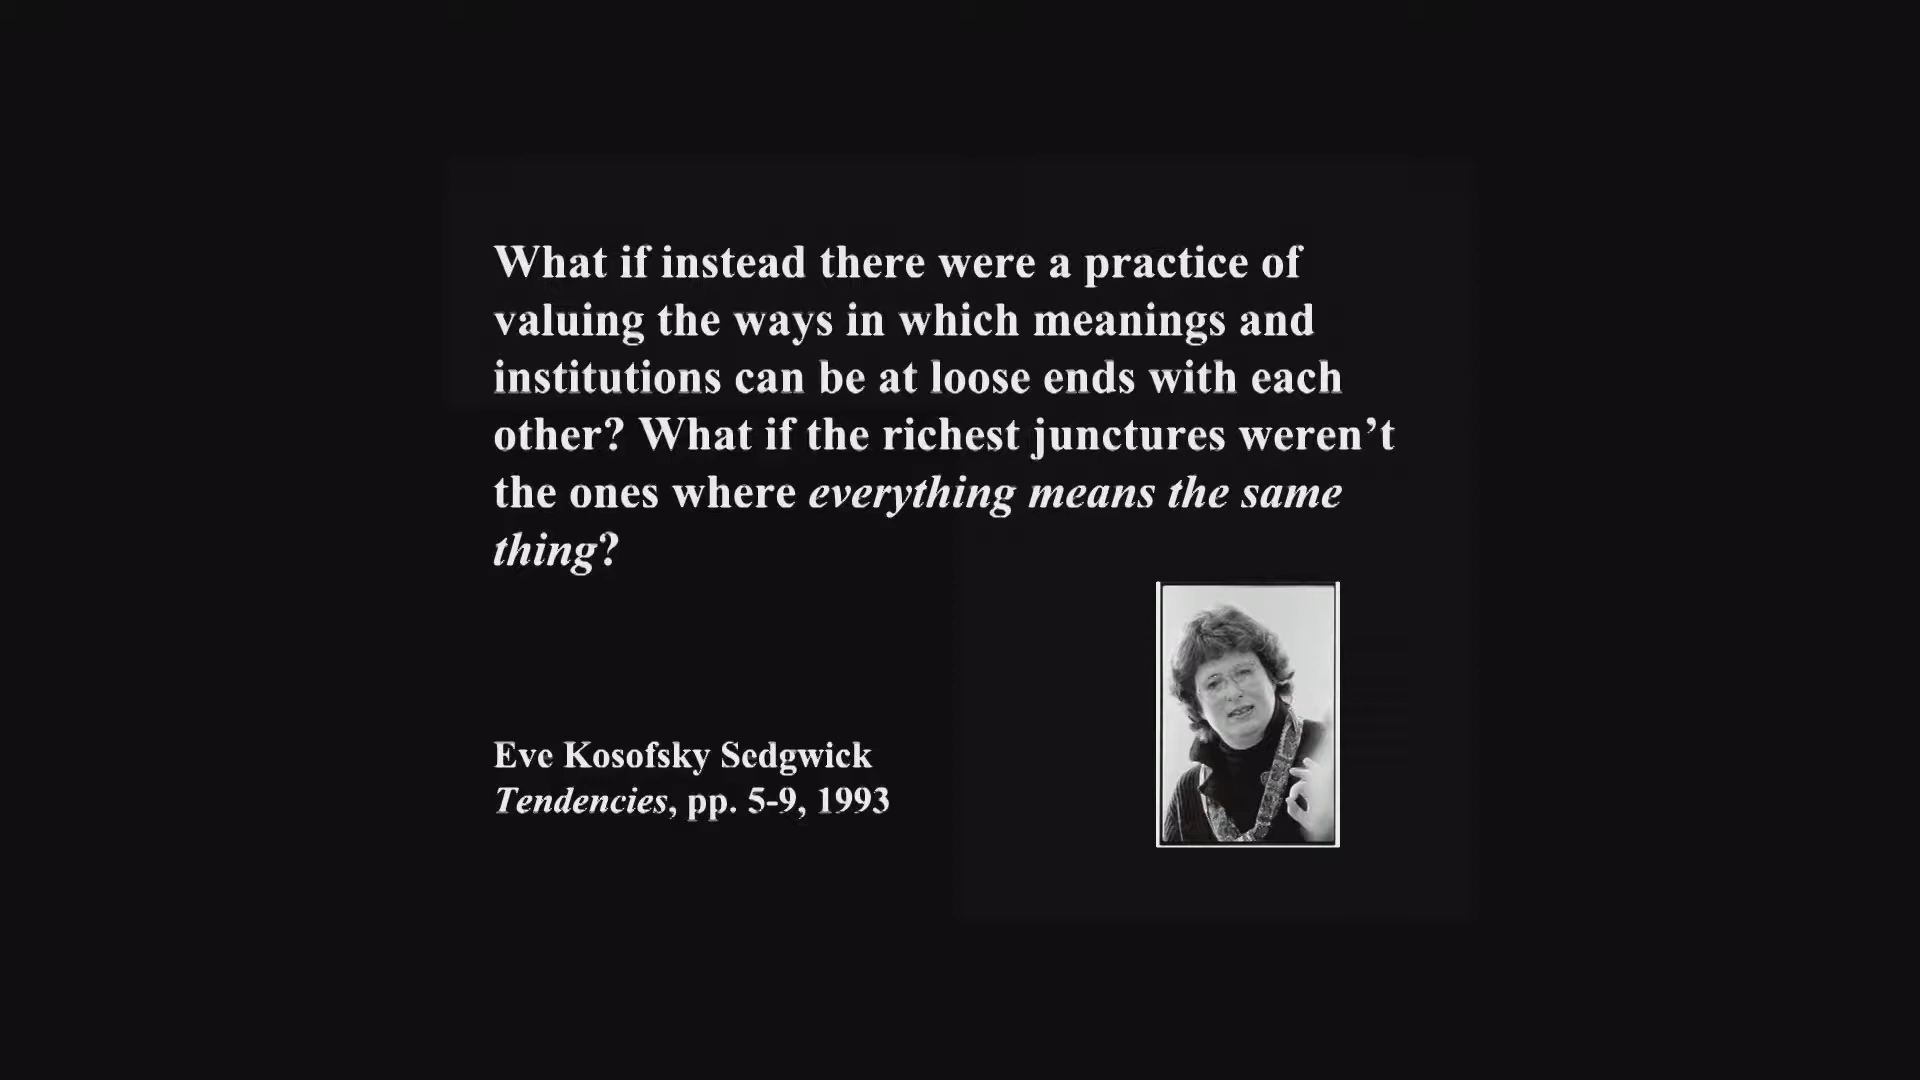 What if instead there were a practice of
valuing the ways in which meanings and
institutions can be at loose ends with each
other? What if the richest junctures weren’t
the ones where everything means the same
thing?
Eve Kosofsky Sedgwick
Tendencies, pp. 5-9, 1993